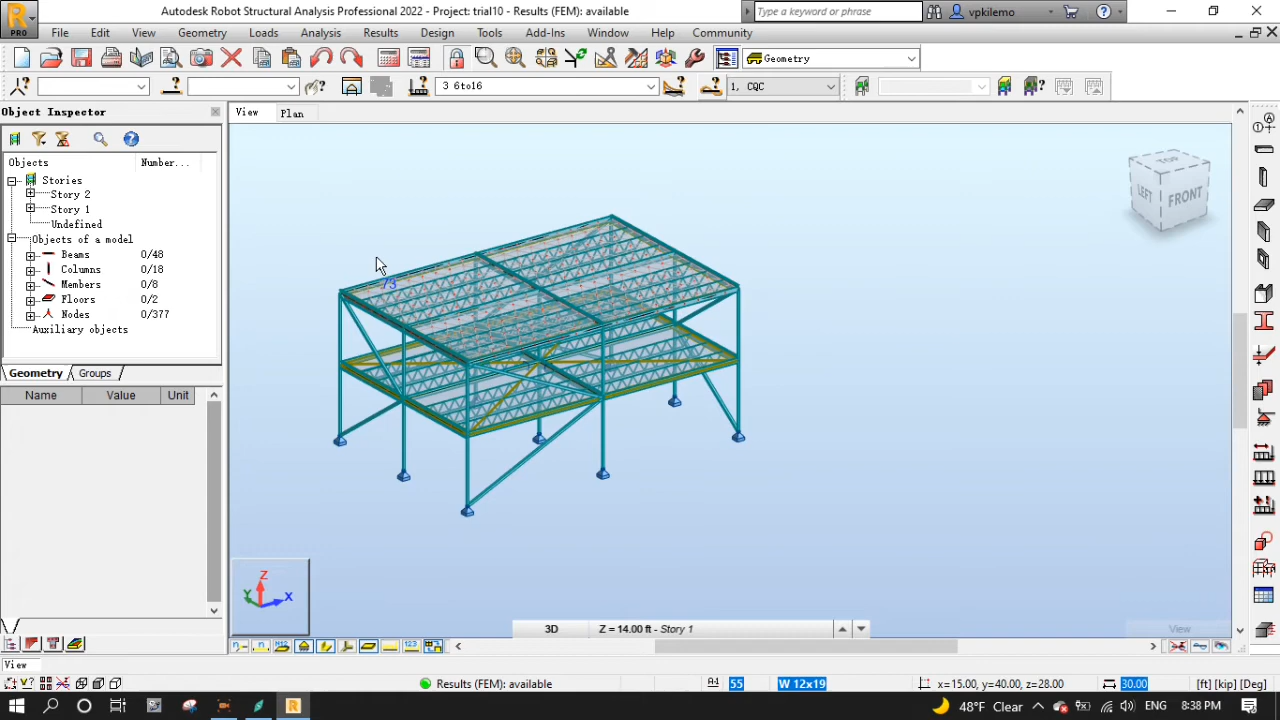 Autodesk Robot Structural Analysis Professional 2022 - Project: trial10 - Results (FEM): available
Type a keyword or phrase
vpkilemo
PRO
File Edit View Geometry Loads Analysis Results Design Tools Add-Ins Window Help Community
Geometry
3 6to16
1, CQC
Object Inspector
View Plan
Objects Number...
Stories
Story 2
Story 1
Undefined
Objects of a model
Beams 0/48
Columns 0/18
Members 0/8
Floors 0/2
Nodes 0/377
Auxiliary objects
Geometry Groups
Name Value Unit
TOP
LEFT
FRONT
73
Z
Y
X
3D Z = 14.00 ft - Story 1
View
View
Results (FEM): available
55
W 12x19
x=15.00, y=40.00, z=28.00
30.00
[ft] [kip] [Deg]
48°F Clear
ENG
8:38 PM